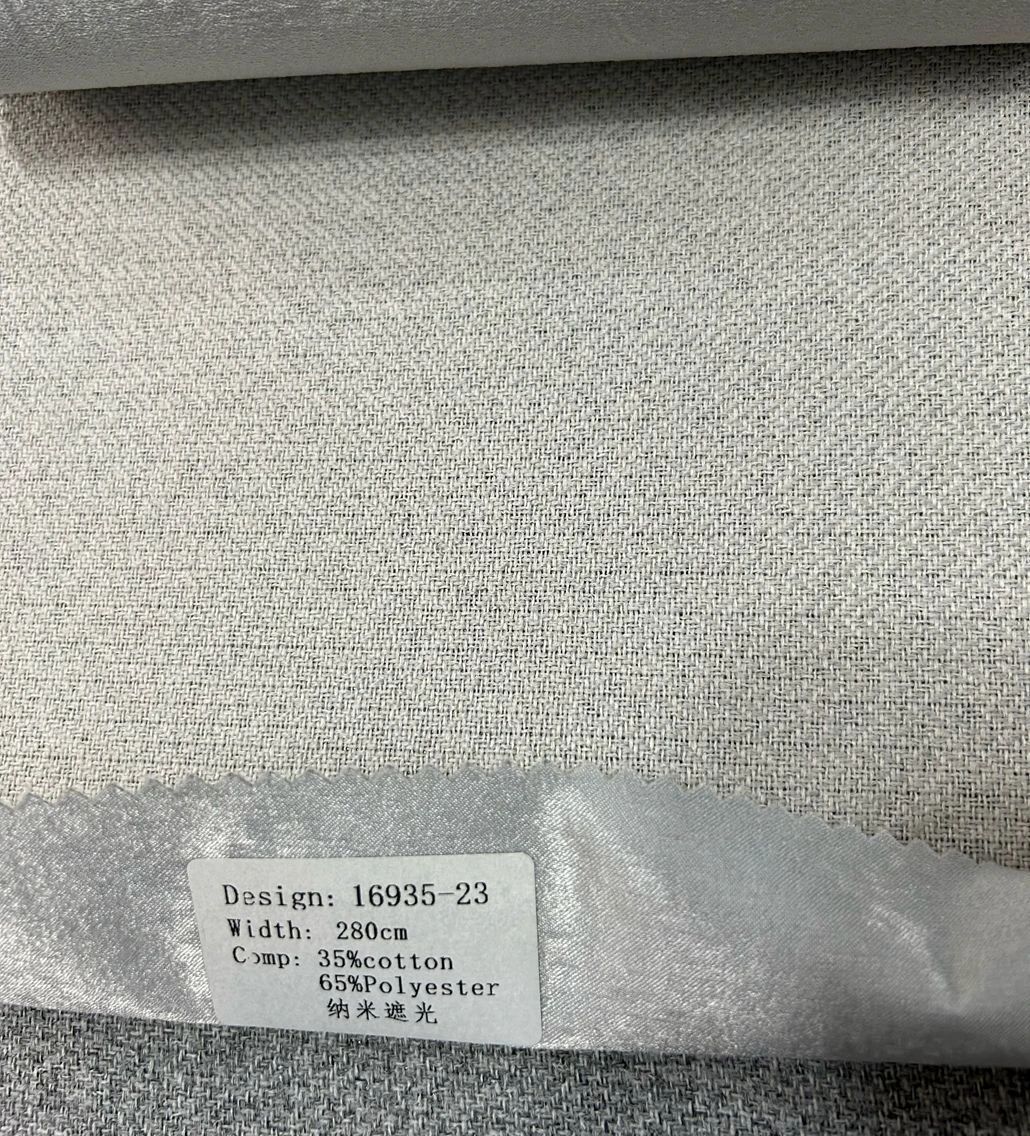 Design: 16935-23
Width: 280cm
Comp: 35%cotton
65%Polyester
纳米遮光